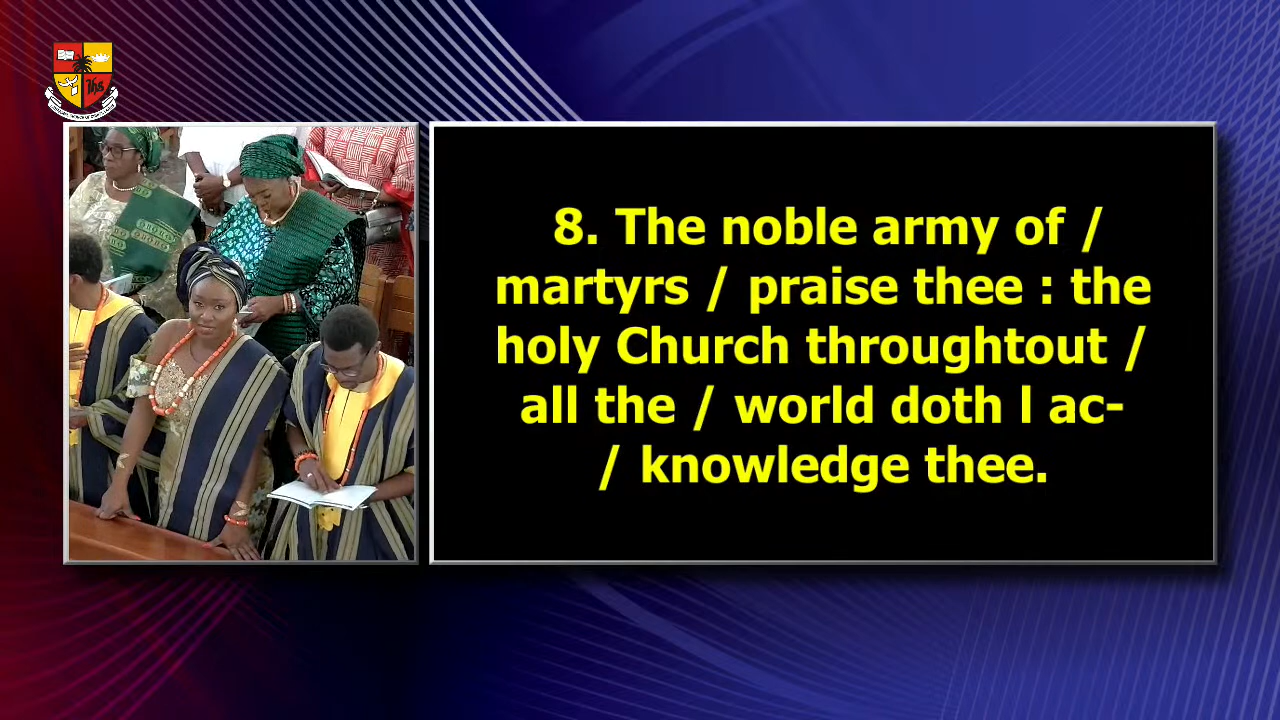 8. The noble army of /
martyrs / praise thee : the
holy Church throughtout /
all the / world doth l ac-
/ knowledge thee.